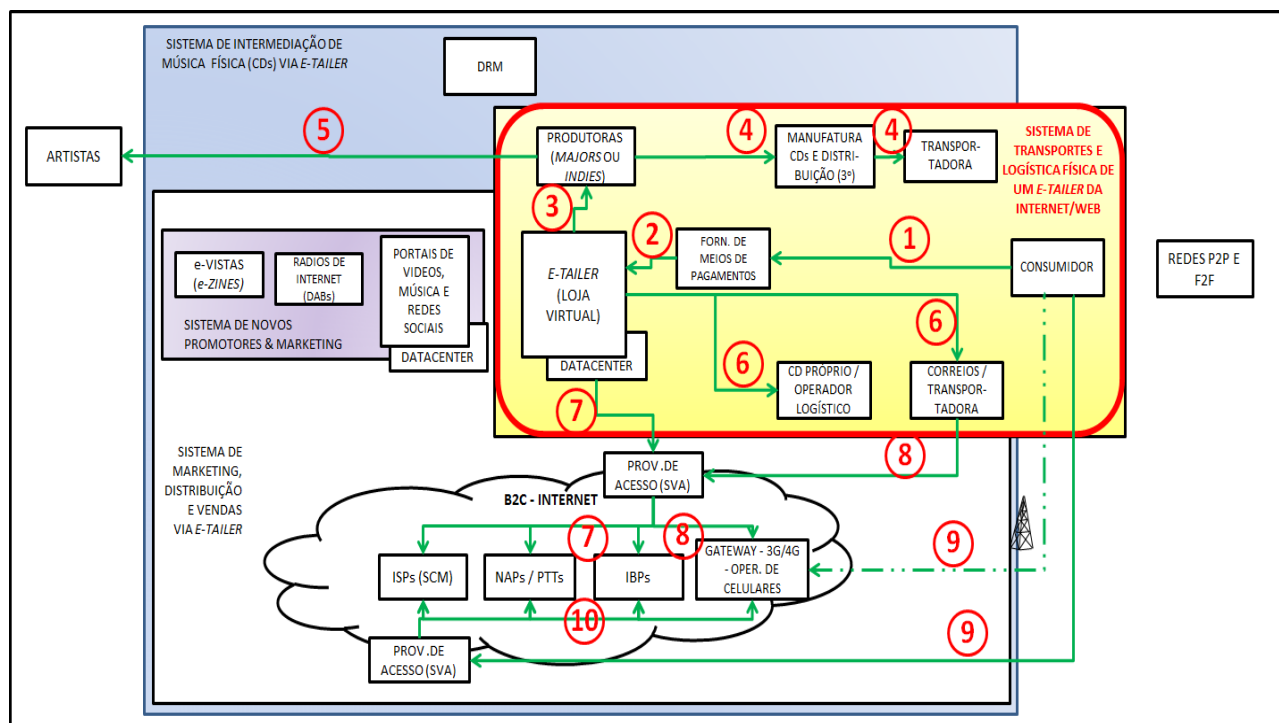 SISTEMA DE INTERMEDIAÇÃO DE
MÚSICA FÍSICA (CDs) VIA E-TAILER
DRM
ARTISTAS
5
PRODUTORAS
(MAJORS OU
INDIES)
4
MANUFATURA
CDs E DISTRI-
BUIÇÃO (3º)
4
TRANSPOR-
TADORA
SISTEMA DE
TRANSPORTES E
LOGÍSTICA FÍSICA DE
UM E-TAILER DA
INTERNET/WEB
3
2
1
e-VISTAS
(e-ZINES)
RADIOS DE
INTERNET
(DABs)
PORTAIS DE
VIDEOS,
MÚSICA E
REDES
SOCIAIS
DATACENTER
SISTEMA DE NOVOS
PROMOTORES & MARKETING
E-TAILER
(LOJA
VIRTUAL)
DATACENTER
FORN. DE
MEIOS DE
PAGAMENTOS
CONSUMIDOR
REDES P2P E
F2F
6
6
CD PRÓPRIO /
OPERADOR
LOGÍSTICO
CORREIOS /
TRANSPOR-
TADORA
7
8
SISTEMA DE
MARKETING,
DISTRIBUIÇÃO
E VENDAS
VIA E-TAILER
PROV.DE
ACESSO (SVA)
B2C - INTERNET
7
8
9
ISPs (SCM)
NAPs / PTTs
IBPs
GATEWAY - 3G/4G
- OPER. DE
CELULARES
10
9
PROV.DE
ACESSO (SVA)